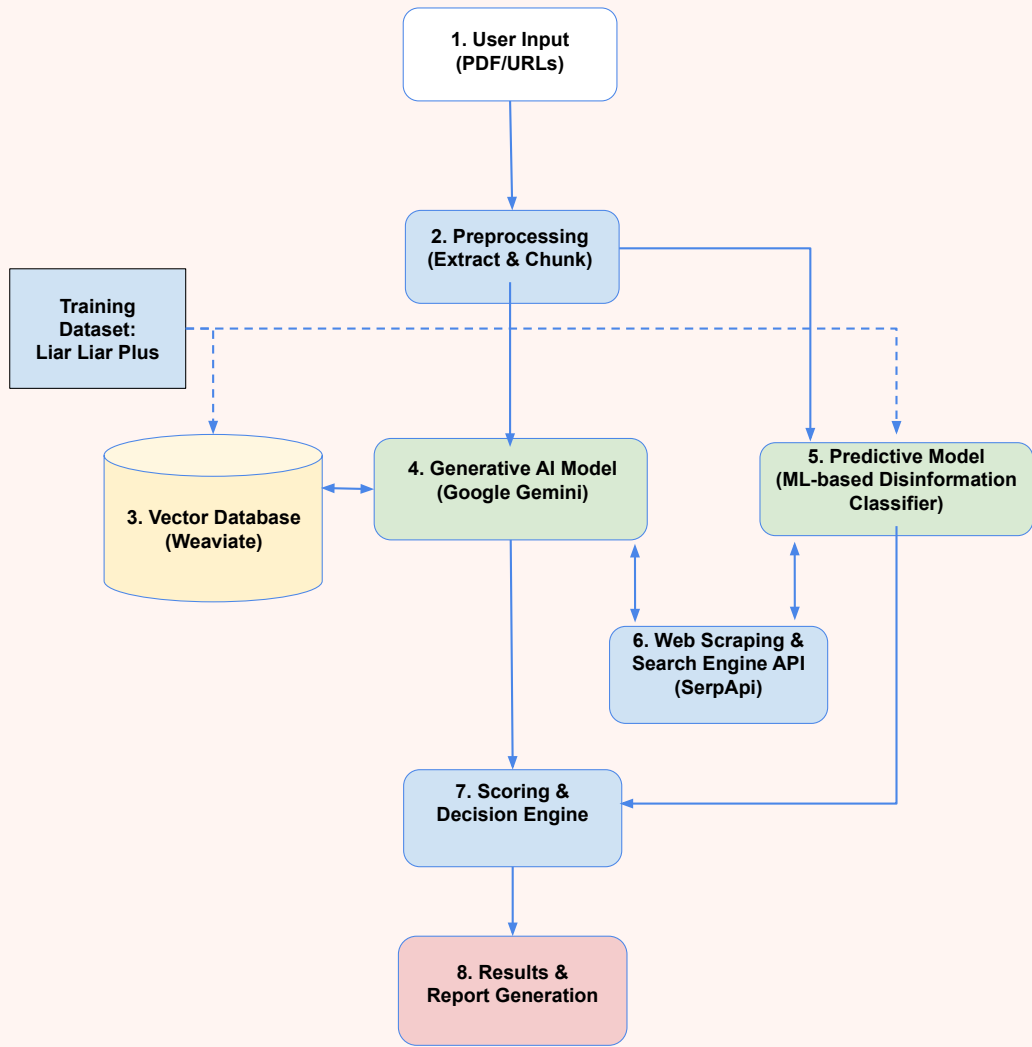 1. User Input
(PDF/URLs)
2. Preprocessing
(Extract & Chunk)
Training
Dataset:
Liar Liar Plus
3. Vector Database
(Weaviate)
4. Generative AI Model
(Google Gemini)
5. Predictive Model
(ML-based Disinformation
Classifier)
6. Web Scraping &
Search Engine API
(SerpApi)
7. Scoring &
Decision Engine
8. Results &
Report Generation